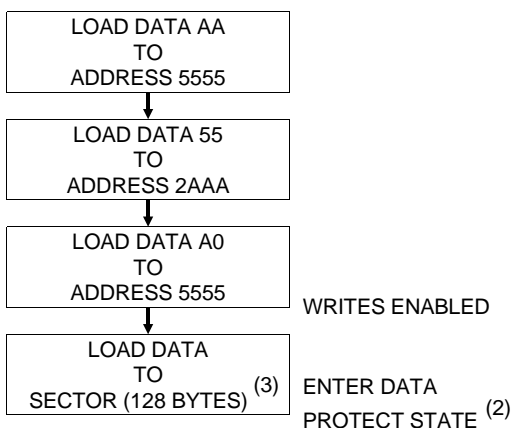 LOAD DATA AA
TO
ADDRESS 5555
LOAD DATA 55
TO
ADDRESS 2AAA
LOAD DATA A0
TO
ADDRESS 5555
WRITES ENABLED
LOAD DATA
TO
SECTOR (128 BYTES) (3)
ENTER DATA
PROTECT STATE (2)